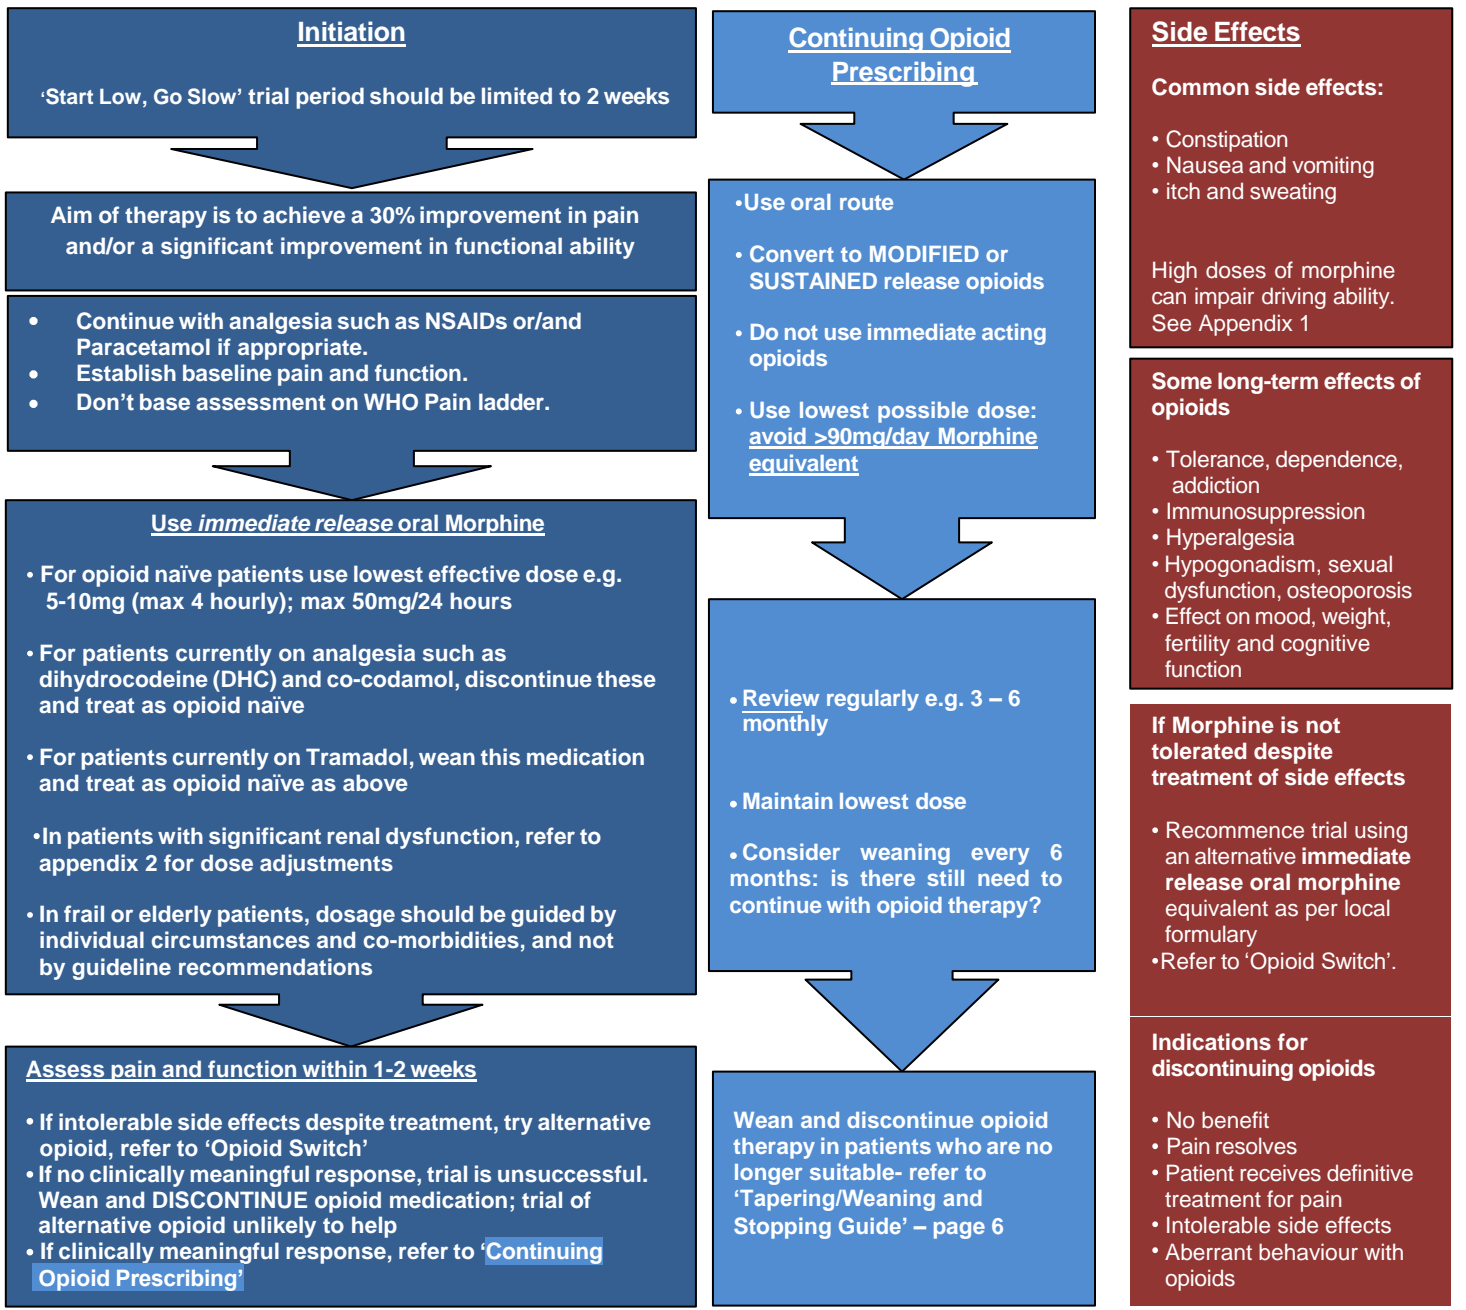 Initiation
‘Start Low, Go Slow’ trial period should be limited to 2 weeks
Aim of therapy is to achieve a 30% improvement in pain
and/or a significant improvement in functional ability
• Continue with analgesia such as NSAIDs or/and
Paracetamol if appropriate.
• Establish baseline pain and function.
• Don’t base assessment on WHO Pain ladder.
Use immediate release oral Morphine
• For opioid naïve patients use lowest effective dose e.g.
5-10mg (max 4 hourly); max 50mg/24 hours
• For patients currently on analgesia such as
dihydrocodeine (DHC) and co-codamol, discontinue these
and treat as opioid naïve
• For patients currently on Tramadol, wean this medication
and treat as opioid naïve as above
•In patients with significant renal dysfunction, refer to
appendix 2 for dose adjustments
• In frail or elderly patients, dosage should be guided by
individual circumstances and co-morbidities, and not
by guideline recommendations
Assess pain and function within 1-2 weeks
• If intolerable side effects despite treatment, try alternative
opioid, refer to ‘Opioid Switch’
• If no clinically meaningful response, trial is unsuccessful.
Wean and DISCONTINUE opioid medication; trial of
alternative opioid unlikely to help
• If clinically meaningful response, refer to ‘Continuing
Opioid Prescribing’
Continuing Opioid
Prescribing
•Use oral route
• Convert to MODIFIED or
SUSTAINED release opioids
• Do not use immediate acting
opioids
• Use lowest possible dose:
avoid >90mg/day Morphine
equivalent
• Review regularly e.g. 3 – 6
monthly
• Maintain lowest dose
• Consider weaning every 6
months: is there still need to
continue with opioid therapy?
Wean and discontinue opioid
therapy in patients who are no
longer suitable- refer to
‘Tapering/Weaning and
Stopping Guide’ – page 6
Side Effects
Common side effects:
• Constipation
• Nausea and vomiting
• itch and sweating
High doses of morphine
can impair driving ability.
See Appendix 1
Some long-term effects of
opioids
• Tolerance, dependence,
addiction
• Immunosuppression
• Hyperalgesia
• Hypogonadism, sexual
dysfunction, osteoporosis
• Effect on mood, weight,
fertility and cognitive
function
If Morphine is not
tolerated despite
treatment of side effects
• Recommence trial using
an alternative immediate
release oral morphine
equivalent as per local
formulary
•Refer to ‘Opioid Switch’.
Indications for
discontinuing opioids
• No benefit
• Pain resolves
• Patient receives definitive
treatment for pain
• Intolerable side effects
• Aberrant behaviour with
opioids